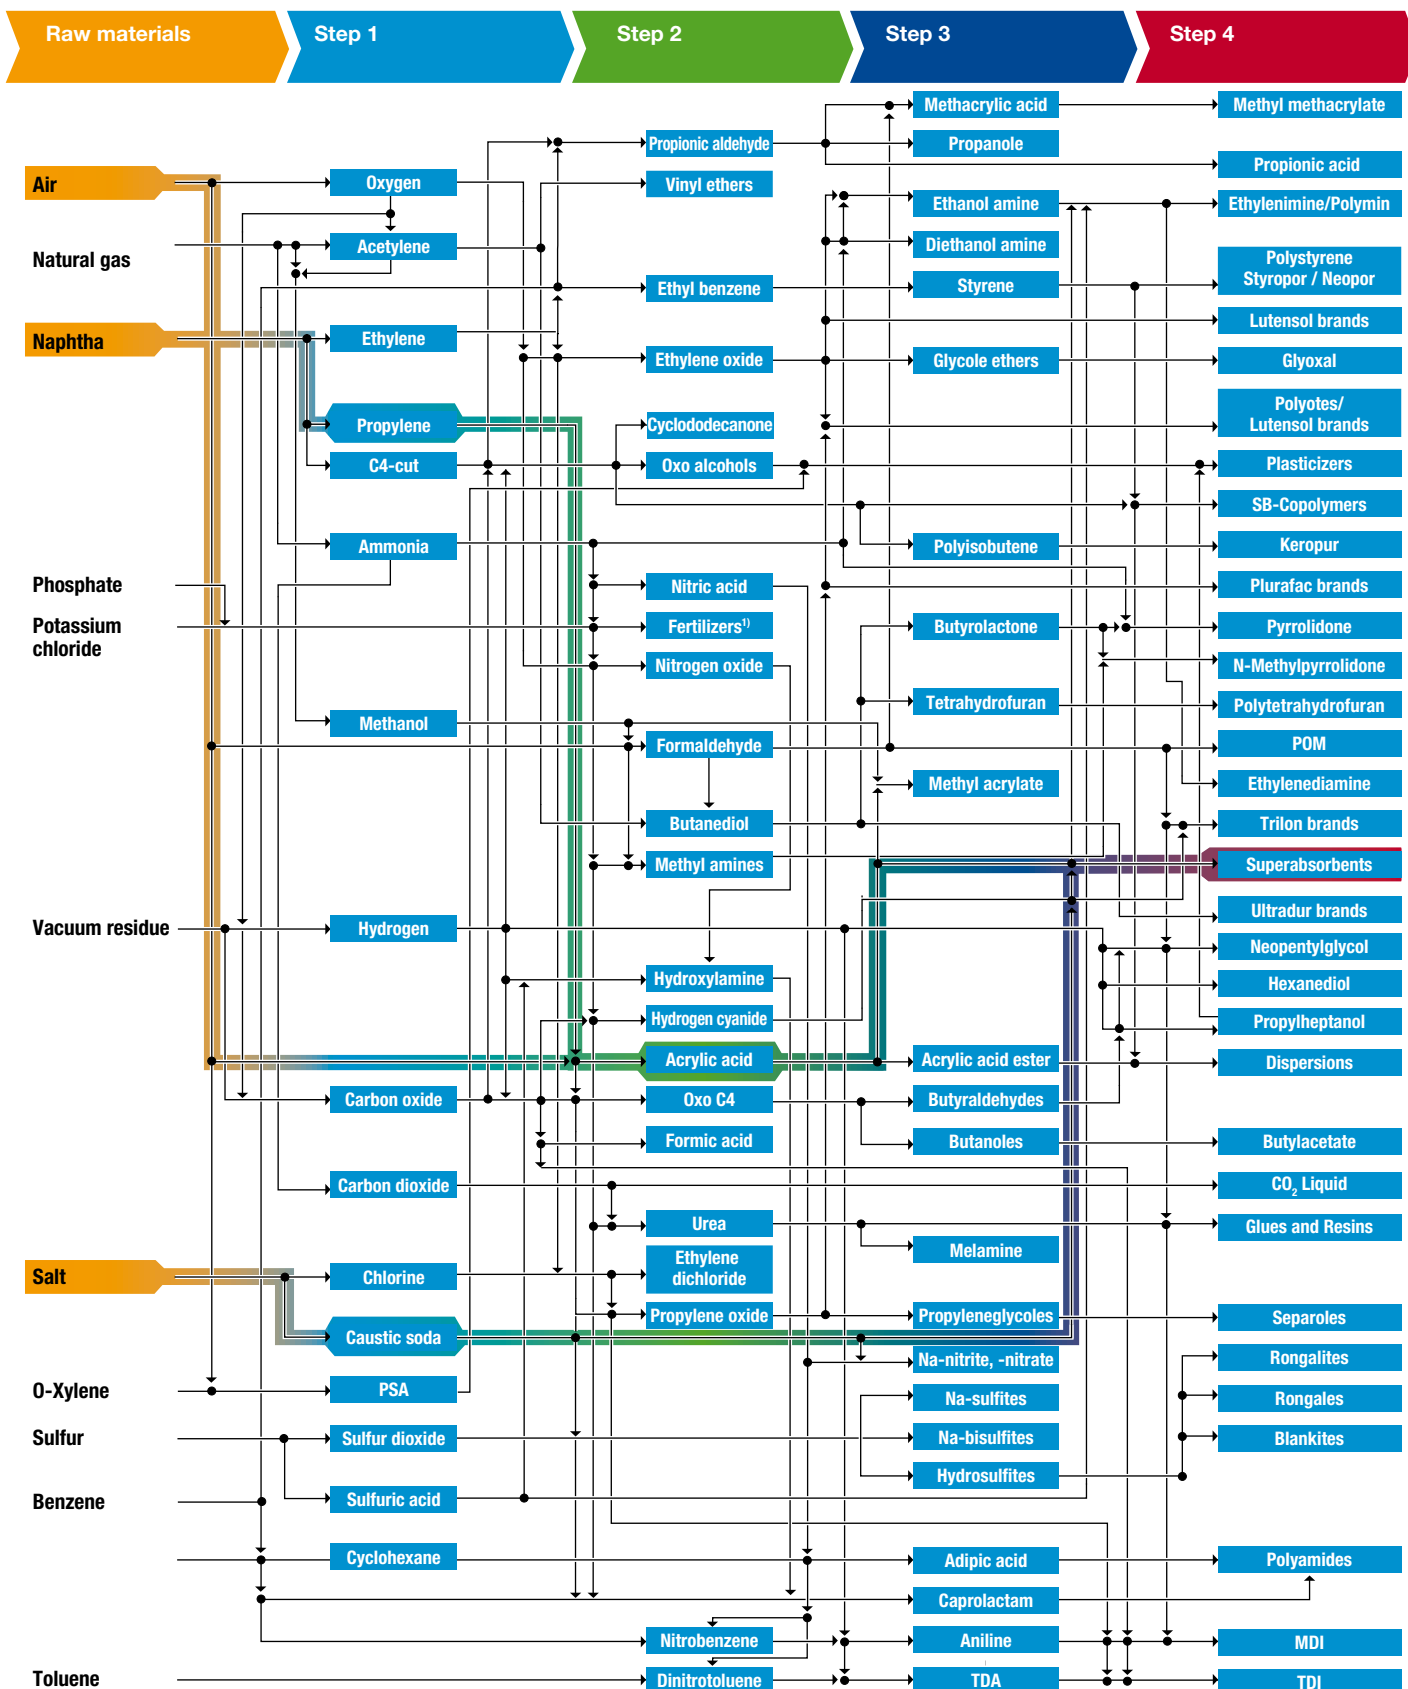 Raw materials
Step 1
Step 2
Step 3
Step 4
Air
Natural gas
Naphtha
Phosphate
Potassium
chloride
Vacuum residue
Salt
O-Xylene
Sulfur
Benzene
Toluene
Oxygen
Acetylene
Ethylene
Propylene
C4-cut
Ammonia
Methanol
Hydrogen
Carbon oxide
Carbon dioxide
Chlorine
Caustic soda
PSA
Sulfur dioxide
Sulfuric acid
Cyclohexane
Propionic aldehyde
Vinyl ethers
Ethyl benzene
Ethylene oxide
Cyclododecanone
Oxo alcohols
Nitric acid
Fertilizers1)
Nitrogen oxide
Formaldehyde
Butanediol
Methyl amines
Hydroxylamine
Hydrogen cyanide
Acrylic acid
Oxo C4
Formic acid
Urea
Ethylene
dichloride
Propylene oxide
Nitrobenzene
Dinitrotoluene
Methacrylic acid
Propanole
Ethanol amine
Diethanol amine
Styrene
Glycole ethers
Polyisobutene
Butyrolactone
Tetrahydrofuran
Methyl acrylate
Acrylic acid ester
Butyraldehydes
Butanoles
Melamine
Propyleneglycoles
Na-nitrite, -nitrate
Na-sulfites
Na-bisulfites
Hydrosulfites
Adipic acid
Caprolactam
Aniline
TDA
Methyl methacrylate
Propionic acid
Ethylenimine/Polymin
Polystyrene
Styropor / Neopor
Lutensol brands
Glyoxal
Polyotes/
Lutensol brands
Plasticizers
SB-Copolymers
Keropur
Plurafac brands
Pyrrolidone
N-Methylpyrrolidone
Polytetrahydrofuran
POM
Ethylenediamine
Trilon brands
Superabsorbents
Ultradur brands
Neopentylglycol
Hexanediol
Propylheptanol
Dispersions
Butylacetate
CO2 Liquid
Glues and Resins
Separoles
Rongalites
Rongales
Blankites
Polyamides
MDI
TDI